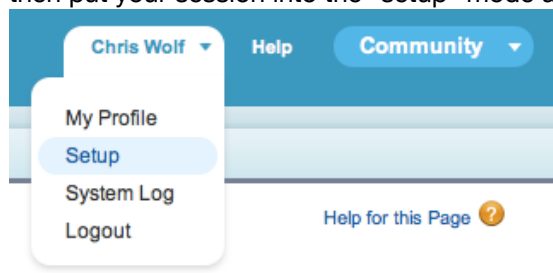 then put your session into the "setup" mode a
Chris Wolf Help Community
My Profile
Setup
System Log
Logout
Help for this Page